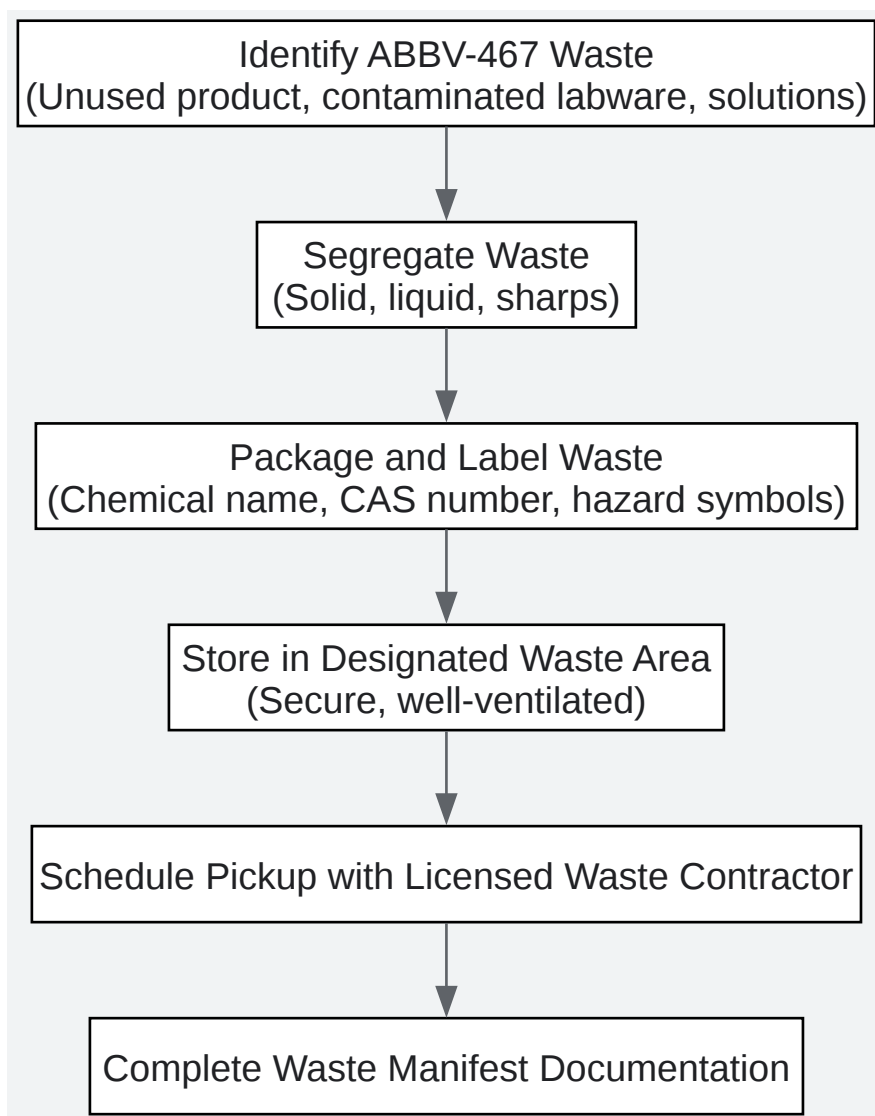 Identify ABBV-467 Waste
(Unused product, contaminated labware, solutions)
Segregate Waste
(Solid, liquid, sharps)
Package and Label Waste
(Chemical name, CAS number, hazard symbols)
Store in Designated Waste Area
(Secure, well-ventilated)
Schedule Pickup with Licensed Waste Contractor
Complete Waste Manifest Documentation